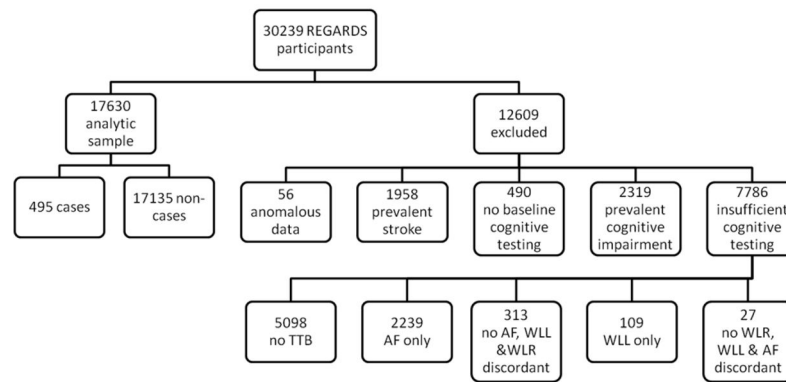 30239 REGARDS
participants
17630
analytic
sample
12609
excluded
495 cases
17135 non-
cases
56
anomalous
data
1958
prevalent
stroke
490
no baseline
cognitive
testing
2319
prevalent
cognitive
impairment
7786
insufficient
cognitive
testing
5098
no TTB
2239
AF only
313
no AF, WLL
&WLR
discordant
109
WLL only
27
no WLR,
WLL & AF
discordant